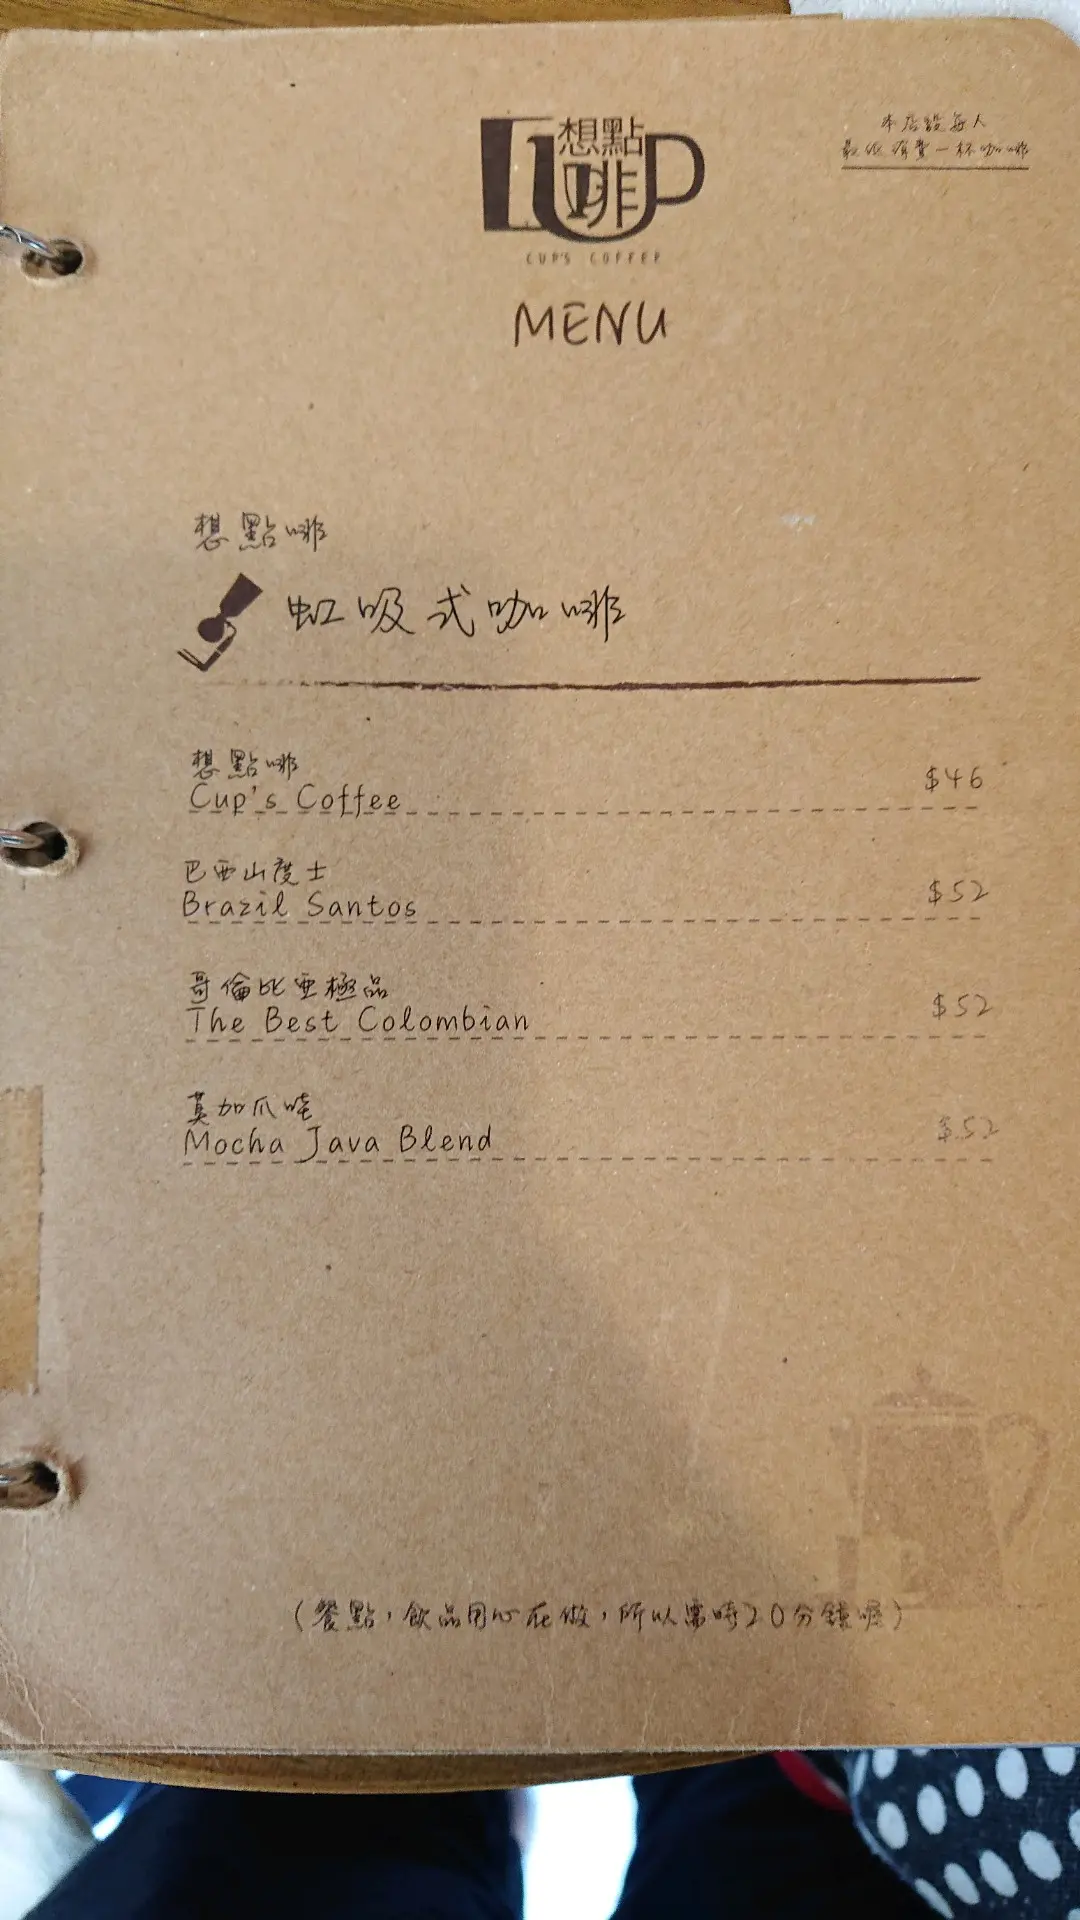 想點啡
CUP
CUP'S COFFEE
本店設每人
最低消費一杯咖啡
MENU
想點啡
虹吸式咖啡
想點啡
Cup's Coffee $46
巴西山度士
Brazil Santos $52
哥倫比亞極品
The Best Colombian $52
莫加爪哇
Mocha Java Blend $52
(餐點，飲品用心在做，所以需時20分鐘喔)